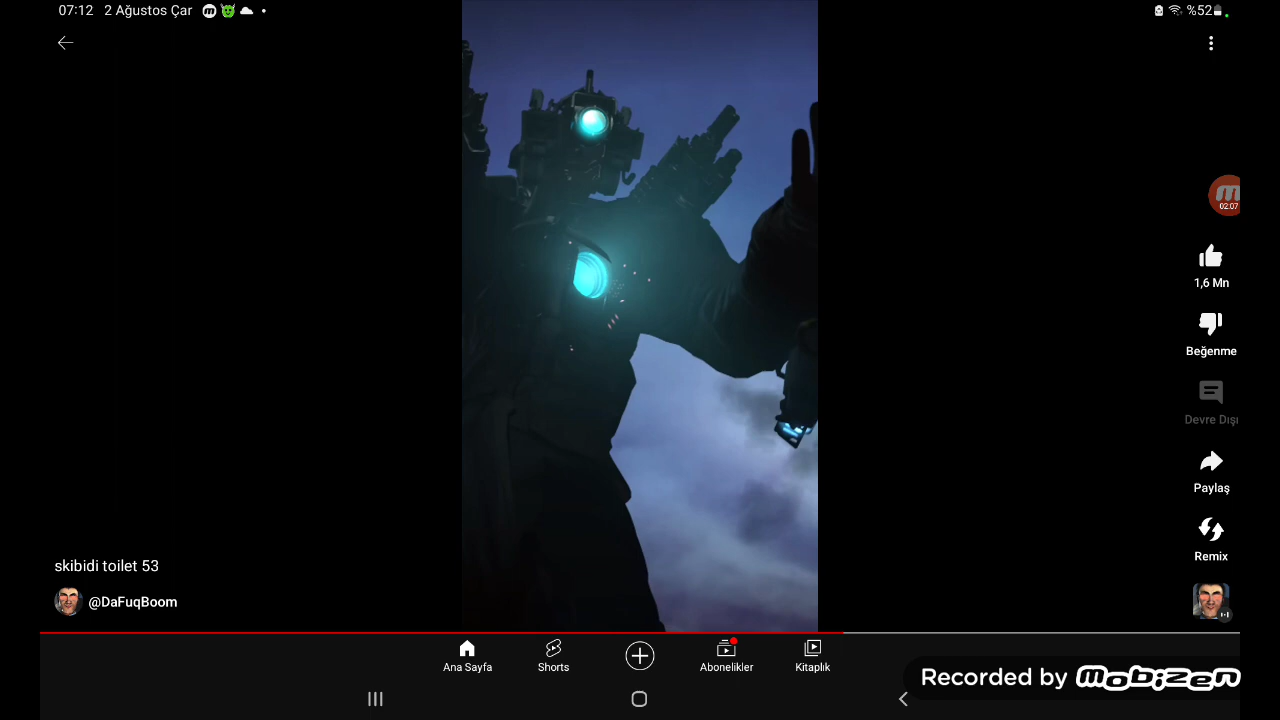 07:12 2 Ağustos Çar
%52
02:07
1,6 Mn
Beğenme
Devre Dışı
Paylaş
Remix
skibidi toilet 53
@DaFuqBoom
Ana Sayfa
Shorts
Abonelikler
Kitaplık
Recorded by mobizen